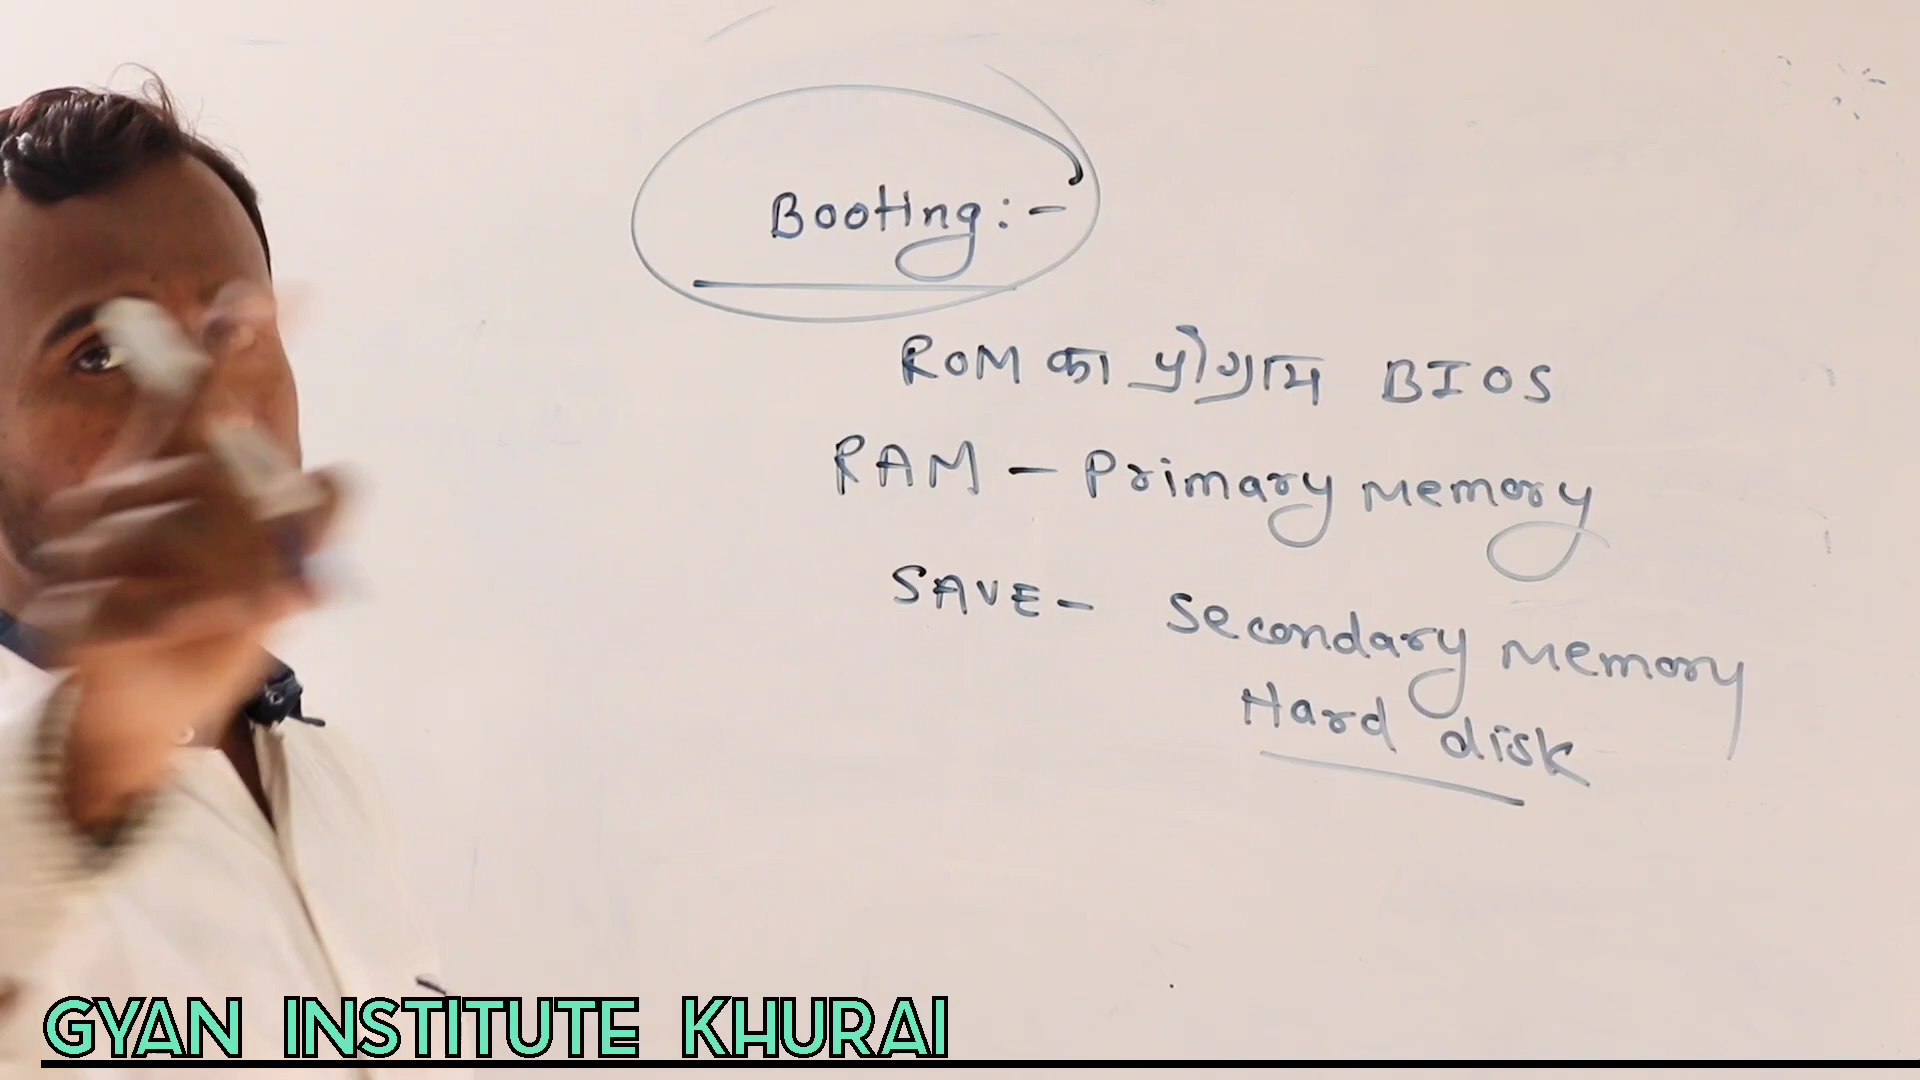 Booting:-
ROM का प्रोग्राम BIOS
RAM - Primary Memory
SAVE - Secondary Memory
Hard disk
GYAN INSTITUTE KHURAI